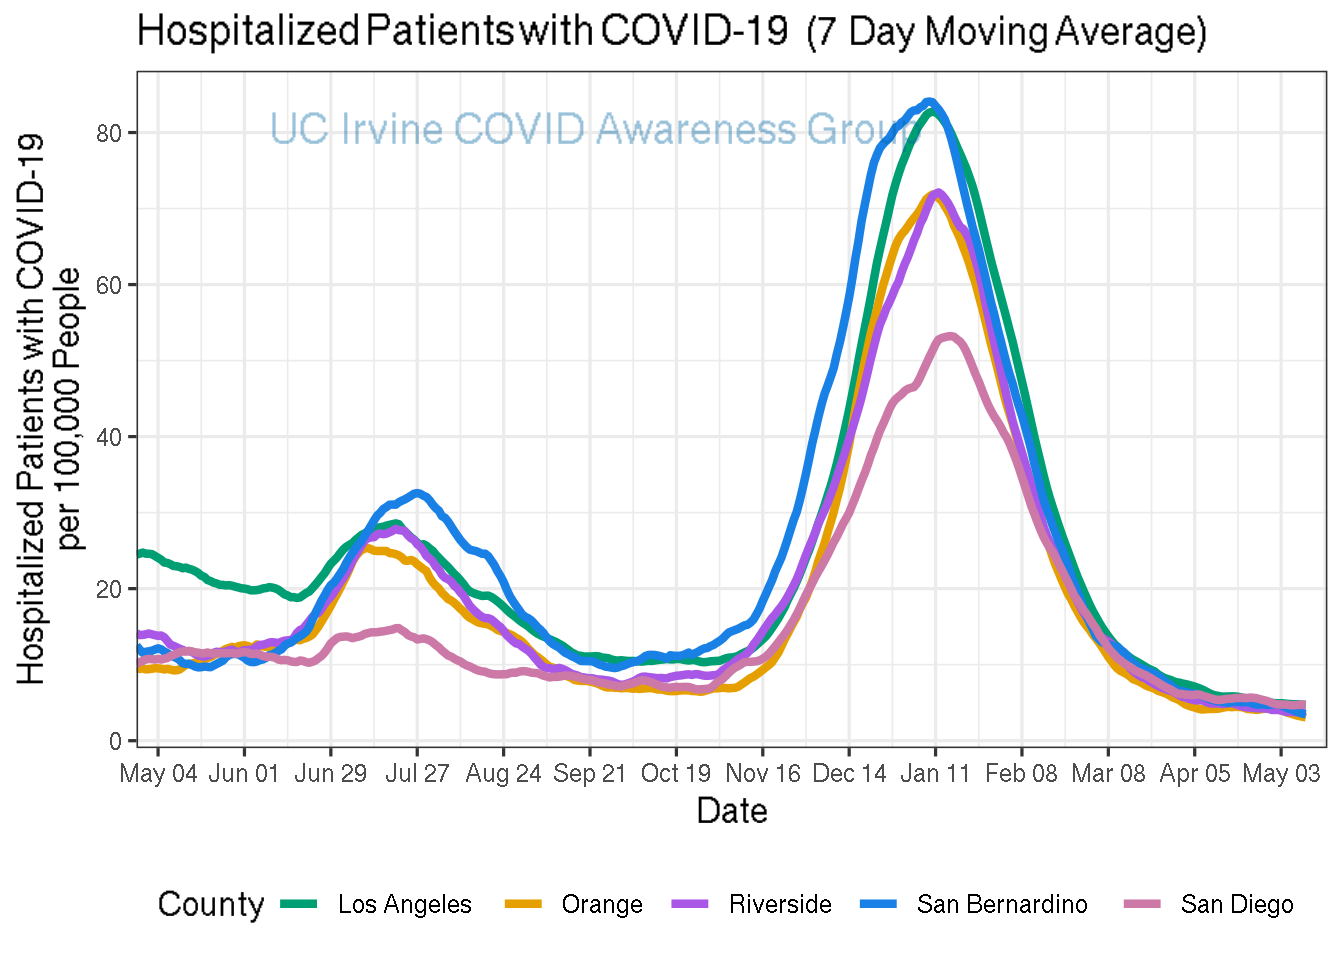 Hospitalized Patients with COVID-19 (7 Day Moving Average)
UC Irvine COVID Awareness Group
Hospitalized Patients with COVID-19
per 100,000 People
80
60
40
20
0
May 04 Jun 01 Jun 29 Jul 27 Aug 24 Sep 21 Oct 19 Nov 16 Dec 14 Jan 11 Feb 08 Mar 08 Apr 05 May 03
Date
County Los Angeles Orange Riverside San Bernardino San Diego